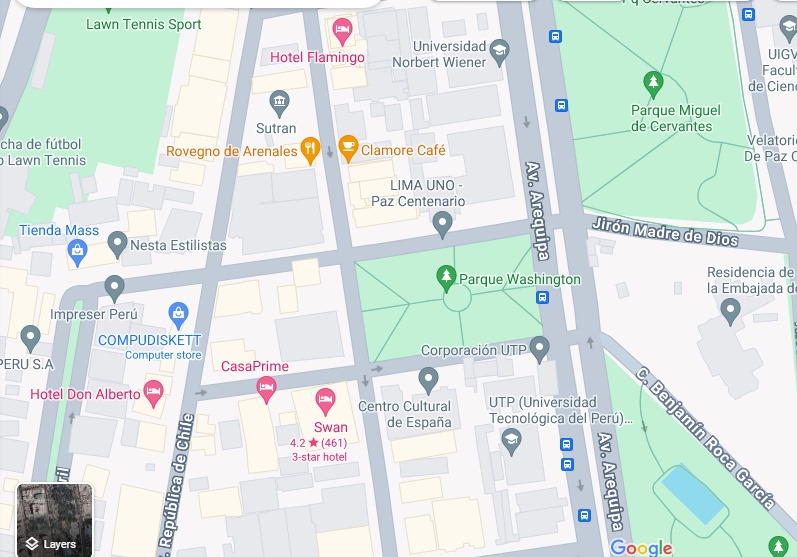 Lawn Tennis Sport
Hotel Flamingo
Universidad
Norbert Wiener
UIGV
Facul
de Cien
Parque Miguel
de Cervantes
Sutran
cha de fútbol
o Lawn Tennis
Rovegno de Arenales
Clamore Café
Velatori
De Paz C
LIMA UNO -
Paz Centenario
Av. Arequipa
Jirón Madre de Dios
Tienda Mass
Nesta Estilistas
Parque Washington
Residencia de
la Embajada de
Impreser Perú
COMPUDISKETT
Computer store
PERU S.A
CasaPrime
Corporación UTP
Hotel Don Alberto
Swan
4.2 ★ (461)
3-star hotel
Centro Cultural
de España
UTP (Universidad
Tecnológica del Perú)...
C. Benjamín Roca García
. República de Chile
Av. Arequipa
ril
Layers
Google